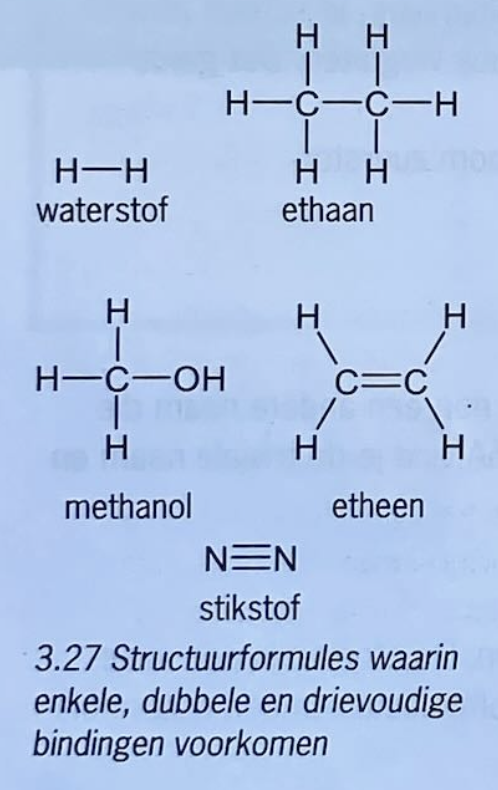 H H
H—C—C—H
H—H H H
waterstof ethaan
H H H
H—C—OH C=C
H H H
methanol etheen
N≡N
stikstof
3.27 Structuurformules waarin
enkele, dubbele en drievoudige
bindingen voorkomen